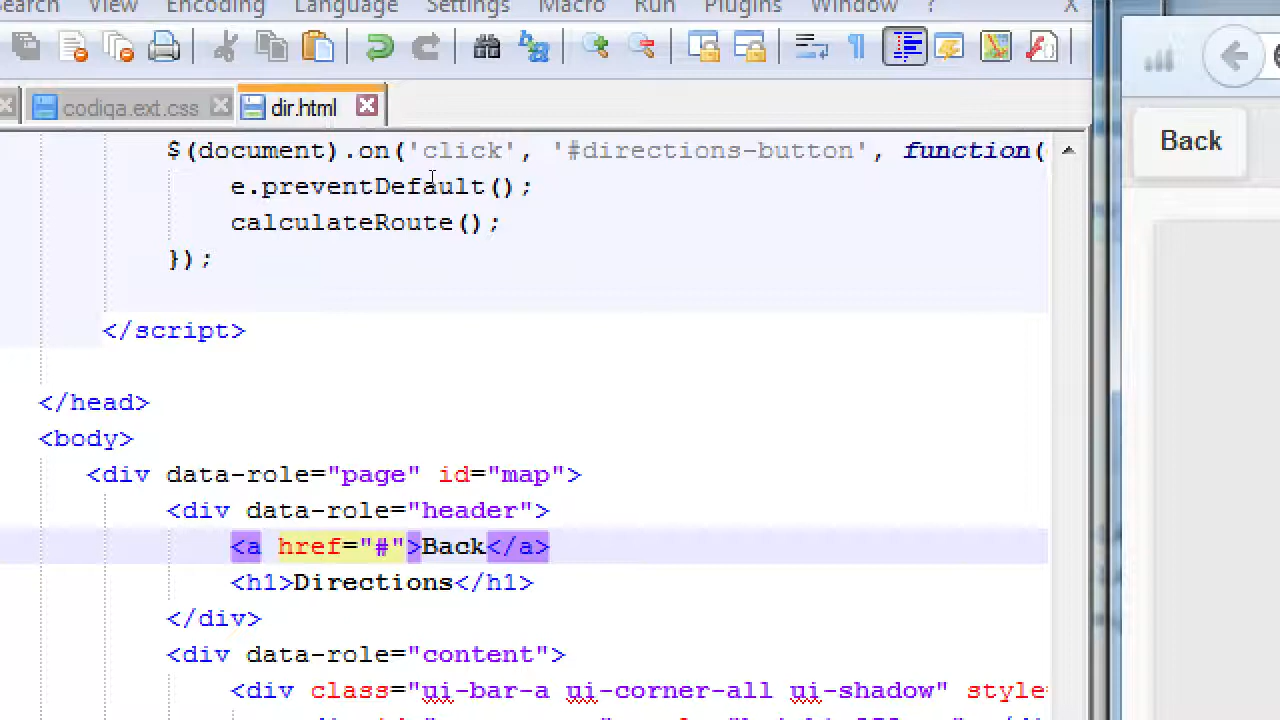 Search View Encoding Language Settings Macro Run Plugins Window ? X
codiqa.ext.css dir.html
Back
$(document).on('click', '#directions-button', function(
e.preventDefault();
calculateRoute();
});
</script>
</head>
<body>
<div data-role="page" id="map">
<div data-role="header">
<a href="#">Back</a>
<h1>Directions</h1>
</div>
<div data-role="content">
<div class="ui-bar-a ui-corner-all ui-shadow" style